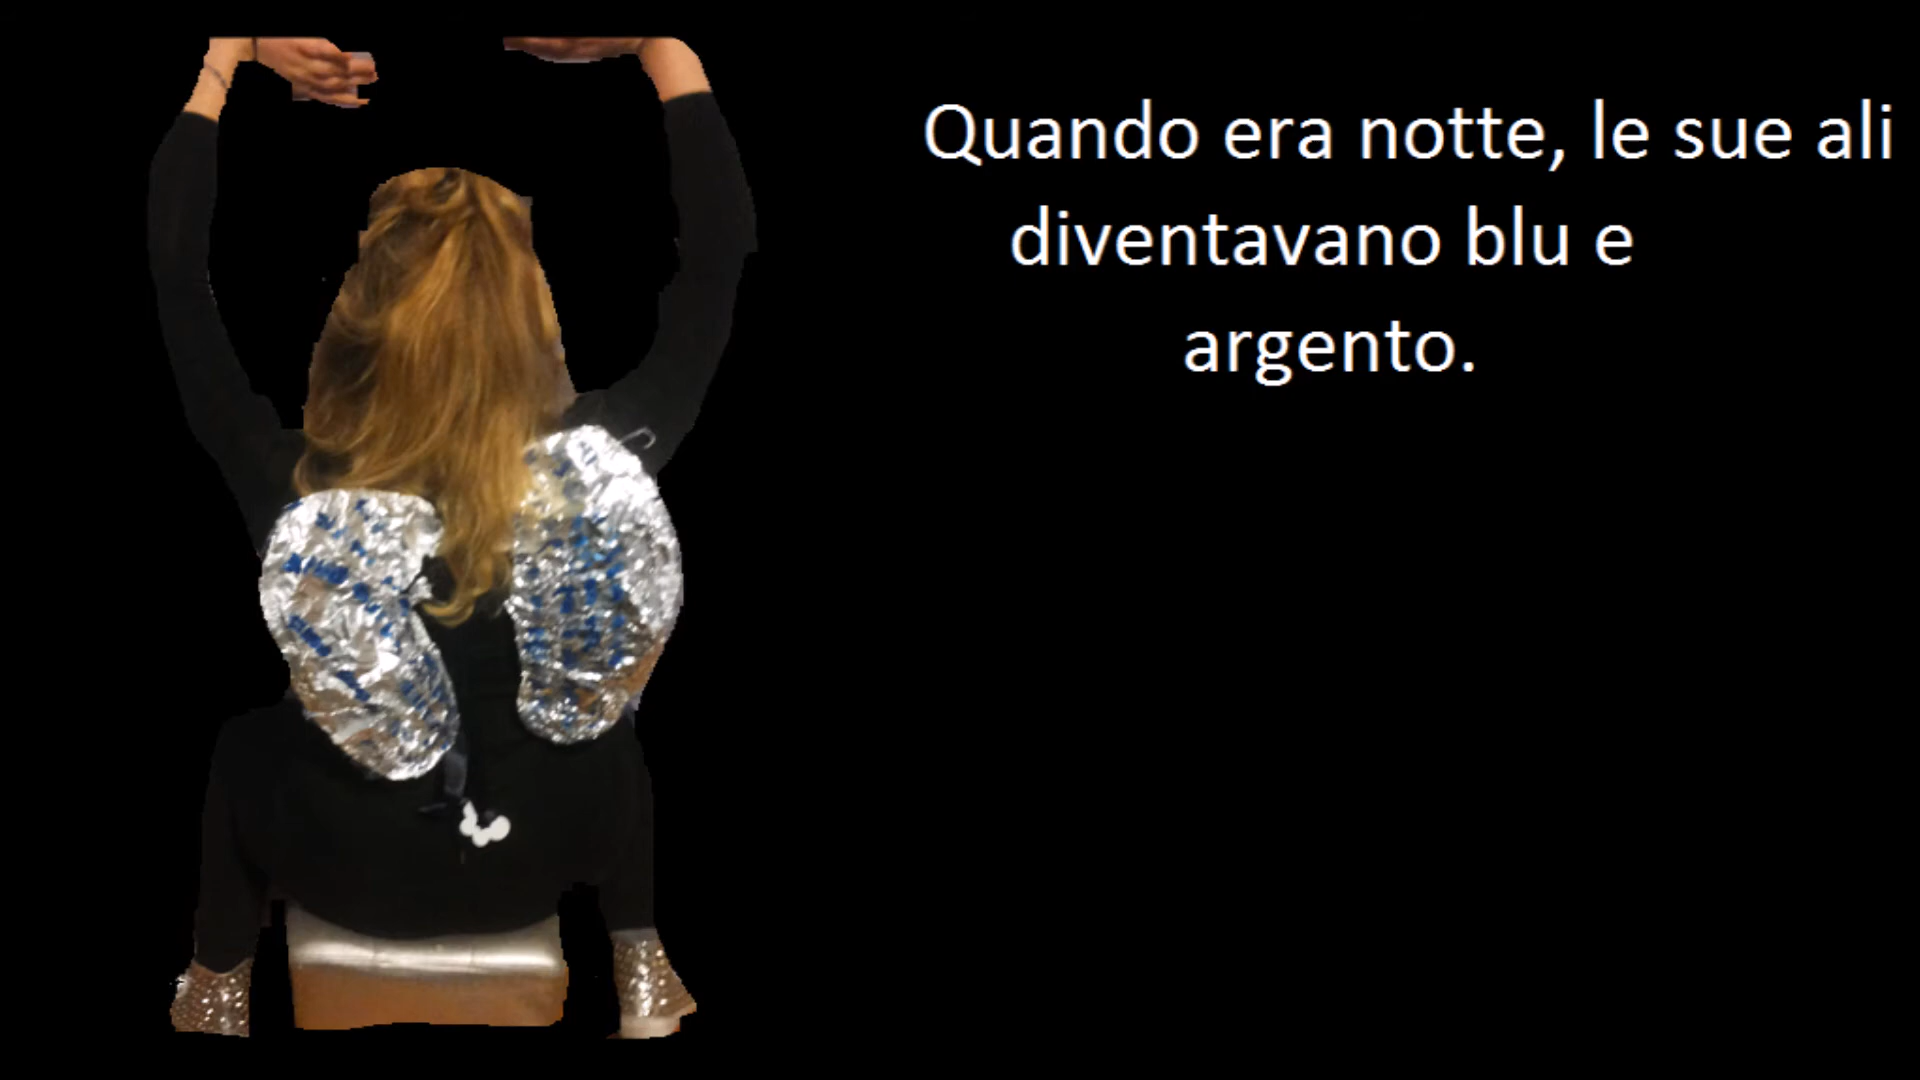 Quando era notte, le sue ali
diventavano blu e
argento.